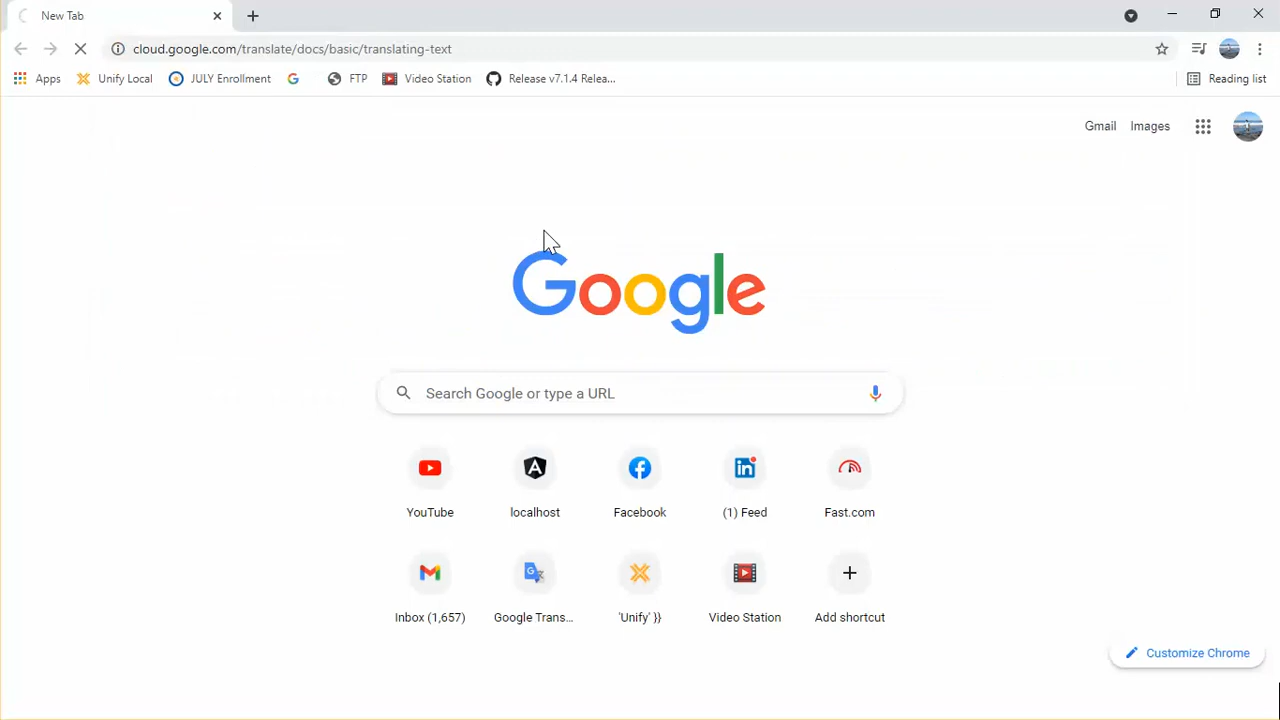 New Tab
cloud.google.com/translate/docs/basic/translating-text
Apps Unify Local JULY Enrollment FTP Video Station Release v7.1.4 Relea... Reading list
Gmail Images
Google
Search Google or type a URL
YouTube localhost Facebook (1) Feed Fast.com
Inbox (1,657) Google Trans... 'Unify' }} Video Station Add shortcut
Customize Chrome